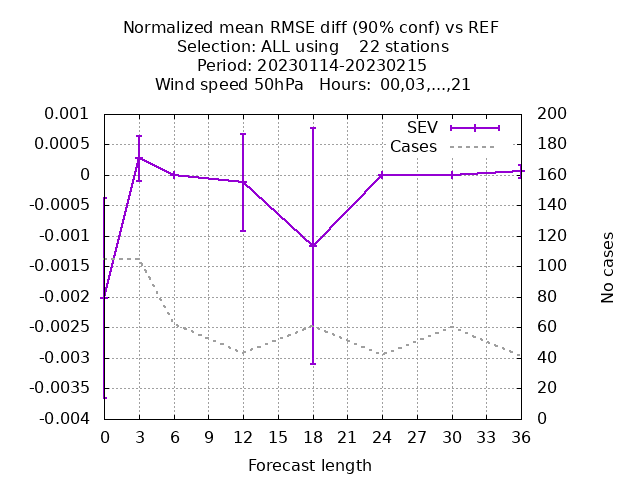 Normalized mean RMSE diff (90% conf) vs REF
Selection: ALL using    22 stations
Period: 20230114-20230215
Wind speed 50hPa   Hours: 00,03,...,21
0.001
0.0005
0
-0.0005
-0.001
-0.0015
-0.002
-0.0025
-0.003
-0.0035
-0.004
SEV
Cases
200
180
160
140
120
100
80
60
40
20
0
No cases
0 3 6 9 12 15 18 21 24 27 30 33 36
Forecast length